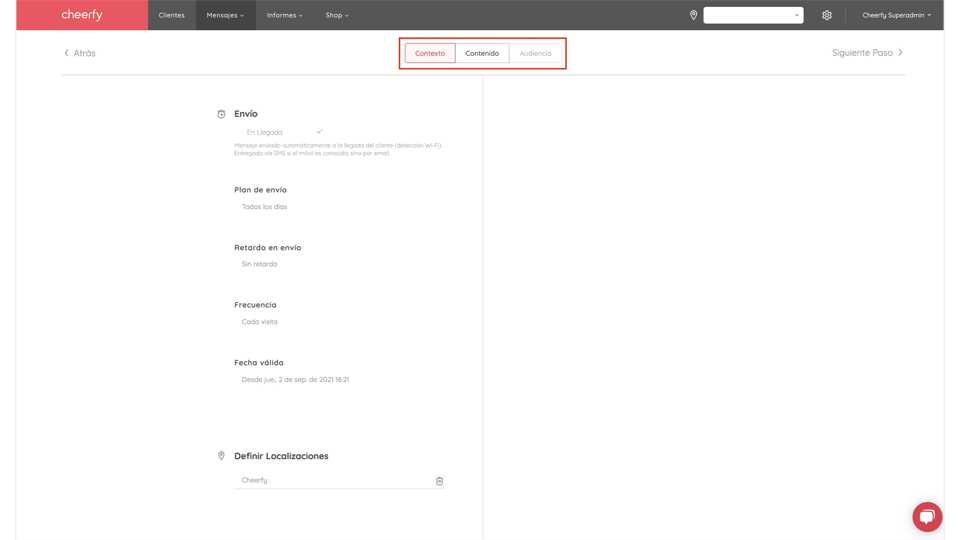 cheerfy
Clientes
Mensajes
Informes
Shop
Cheerfy Superadmin
Atrás
Contexto
Contenido
Audiencia
Siguiente Paso
Envío
En Llegada
Mensaje enviado automáticamente a la llegada del cliente (detección Wi-Fi).
Entregado via SMS si el móvil es conocido; sino por email.
Plan de envío
Todos los días
Retardo en envío
Sin retardo
Frecuencia
Cada visita
Fecha válida
Desde jue., 2 de sep. de 2021 16:21
Definir Localizaciones
Cheerfy